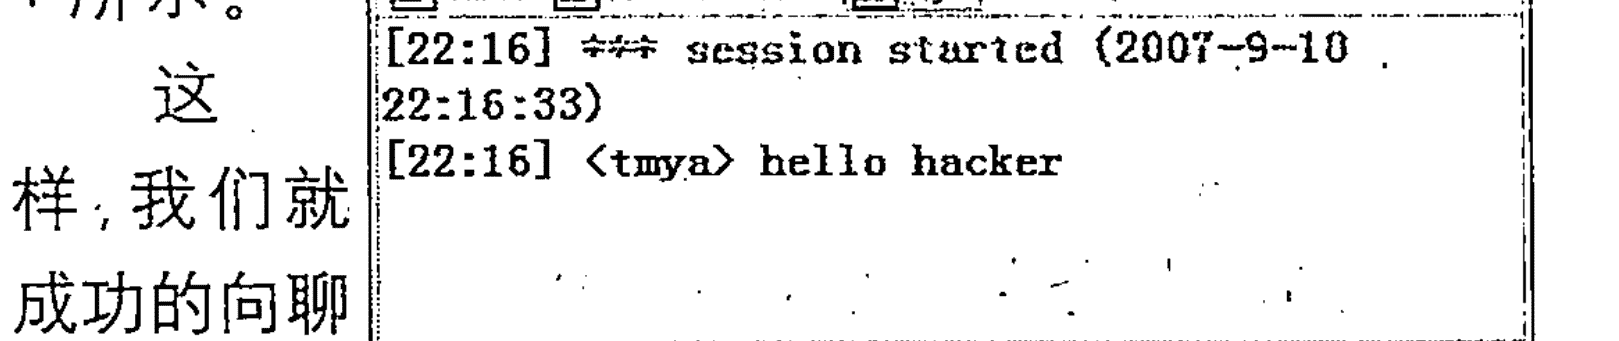 所示。
这
样，我们就
成功的向聊
[22:16] *** session started (2007-9-10
22:16:33)
[22:16] <tmya> hello hacker